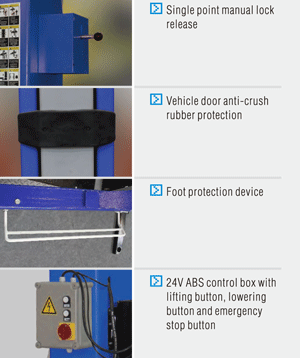 Single point manual lock
release
Vehicle door anti-crush
rubber protection
Foot protection device
24V ABS control box with
lifting button, lowering
button and emergency
stop button